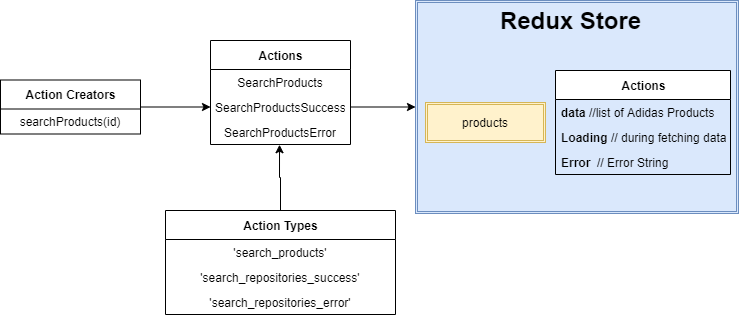 Redux Store
Actions
SearchProducts
SearchProductsSuccess
SearchProductsError
Action Creators
searchProducts(id)
products
Actions
data //list of Adidas Products
Loading // during fetching data
Error // Error String
Action Types
'search_products'
'search_repositories_success'
'search_repositories_error'